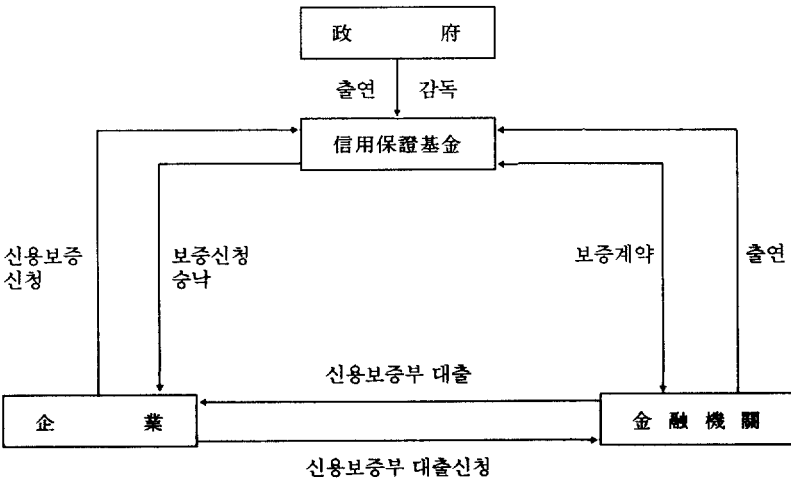 政 府
출연 감독
信用保證基金
신용보증
신청
보증신청
승낙
보증계약
출연
신용보증부 대출
企 業
金 融 機 關
신용보증부 대출신청